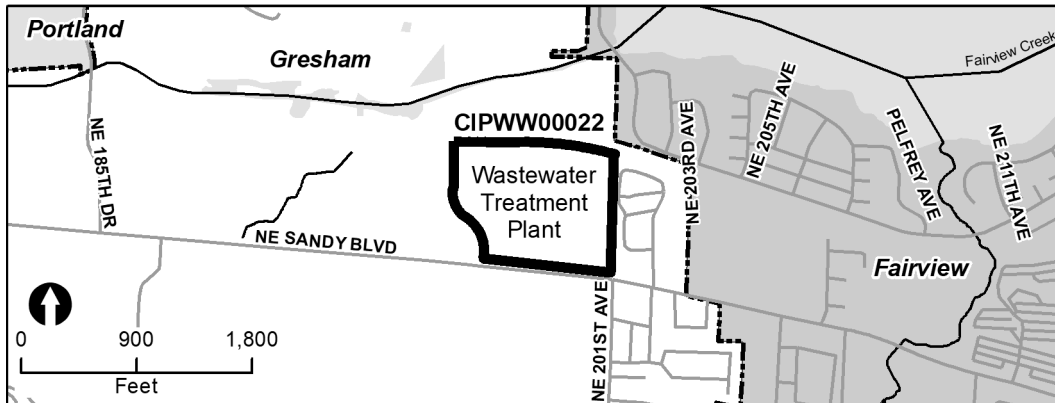 Portland
Gresham
Fairview Creek
CIPWW00022
Wastewater
Treatment
Plant
NE 185TH DR
NE SANDY BLVD
NE 203RD AVE
NE 205TH AVE
PELFREY AVE
NE 211TH AVE
Fairview
NE 201ST AVE
0 900 1,800
Feet